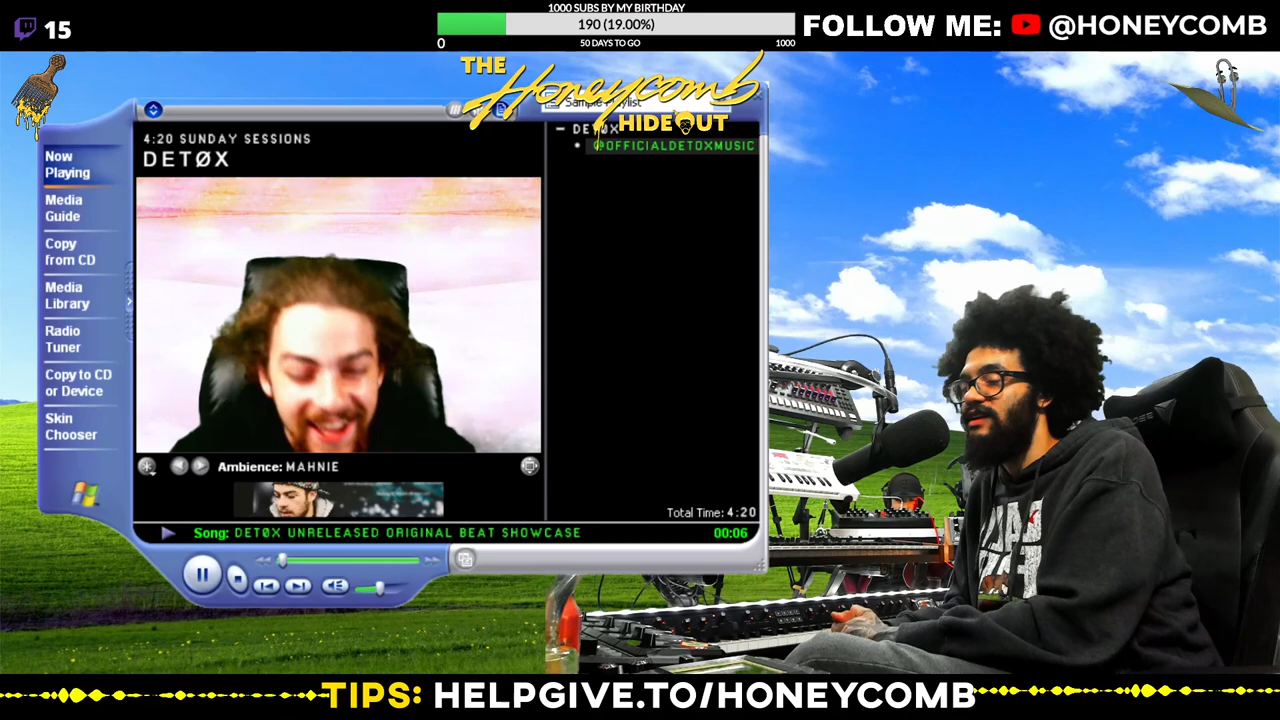 15
1000 SUBS BY MY BIRTHDAY
190 (19.00%)
0
50 DAYS TO GO
1000
FOLLOW ME:
@HONEYCOMB
THE
Honeycomb
HIDEOUT
Sample Playlist
4:20 SUNDAY SESSIONS
DETØX
DETØX
@OFFICIALDETOXMUSIC
Now
Playing
Media
Guide
Copy
from CD
Media
Library
Radio
Tuner
Copy to CD
or Device
Skin
Chooser
Ambience: MAHNIE
Total Time: 4:20
Song: DETØX UNRELEASED ORIGINAL BEAT SHOWCASE
00:06
TIPS: HELPGIVE.TO/HONEYCOMB